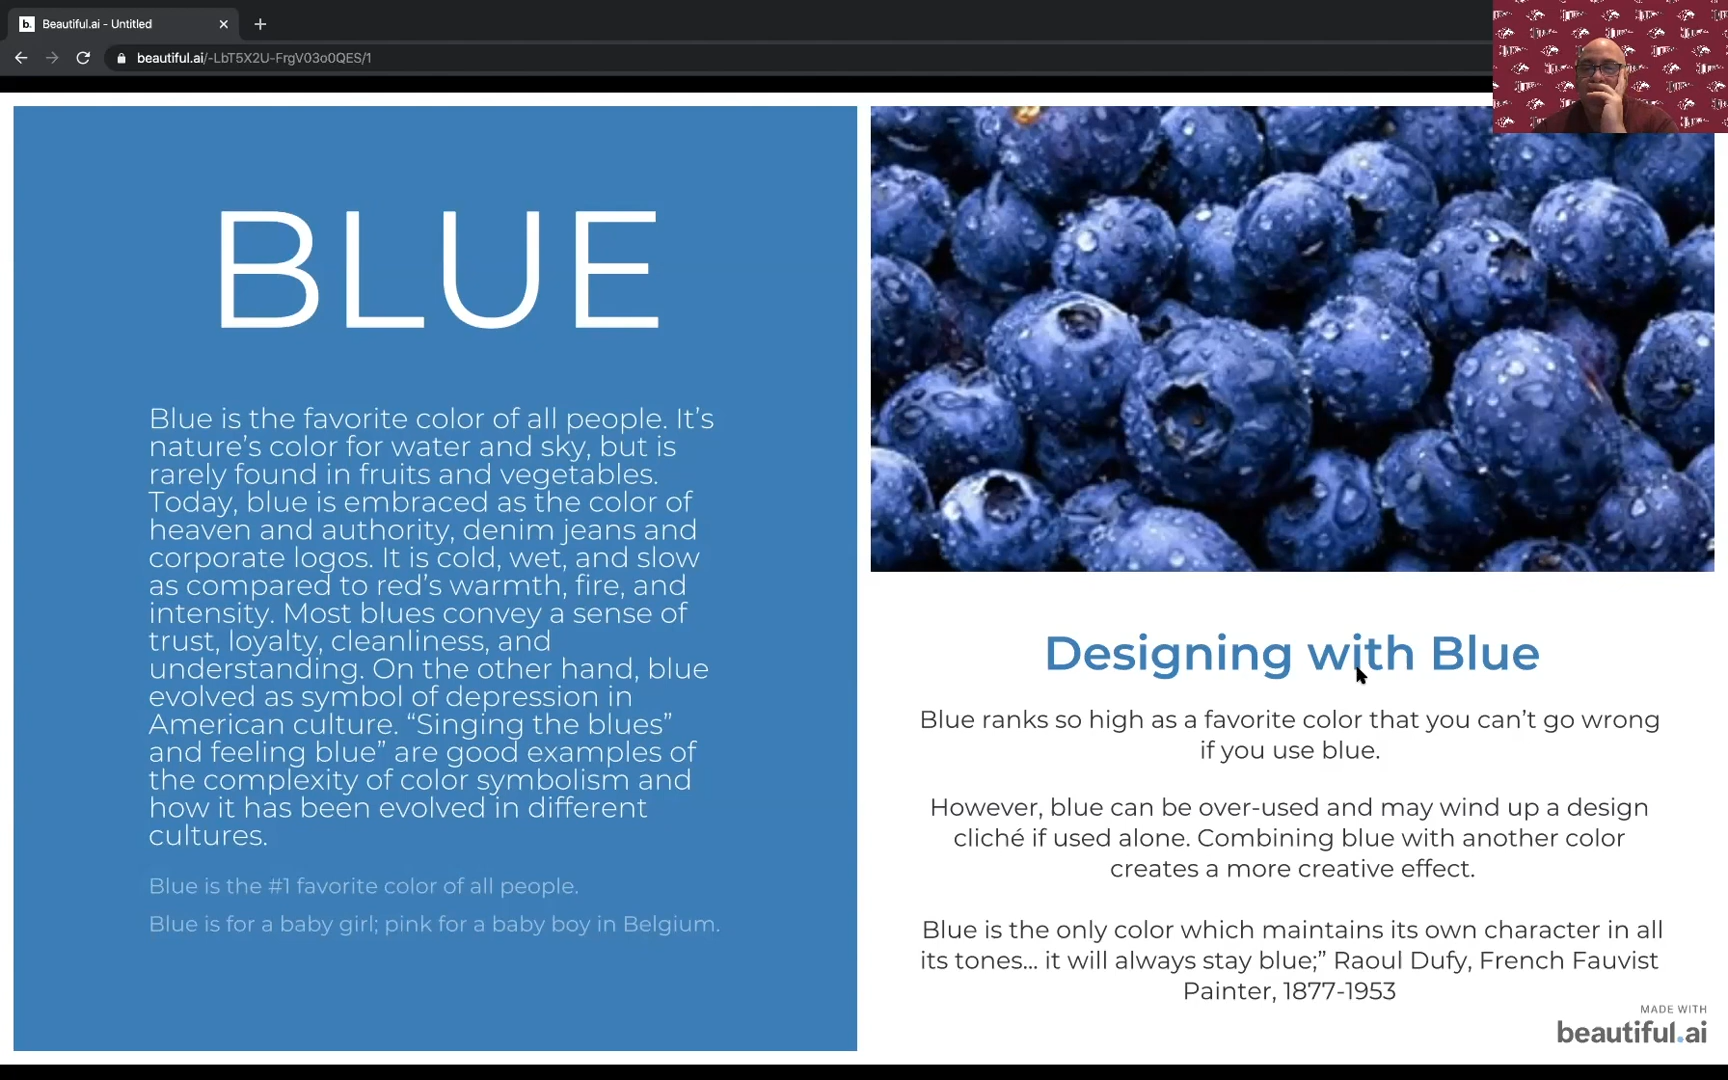 Beautiful.ai - Untitled
beautiful.ai/-LbT5X2U-FrgV03o0QES/1
BLUE
Blue is the favorite color of all people. It’s
nature’s color for water and sky, but is
rarely found in fruits and vegetables.
Today, blue is embraced as the color of
heaven and authority, denim jeans and
corporate logos. It is cold, wet, and slow
as compared to red’s warmth, fire, and
intensity. Most blues convey a sense of
trust, loyalty, cleanliness, and
understanding. On the other hand, blue
evolved as symbol of depression in
American culture. “Singing the blues”
and feeling blue” are good examples of
the complexity of color symbolism and
how it has been evolved in different
cultures.
Blue is the #1 favorite color of all people.
Blue is for a baby girl; pink for a baby boy in Belgium.
Designing with Blue
Blue ranks so high as a favorite color that you can’t go wrong
if you use blue.
However, blue can be over-used and may wind up a design
cliché if used alone. Combining blue with another color
creates a more creative effect.
Blue is the only color which maintains its own character in all
its tones... it will always stay blue;” Raoul Dufy, French Fauvist
Painter, 1877-1953
MADE WITH
beautiful.ai